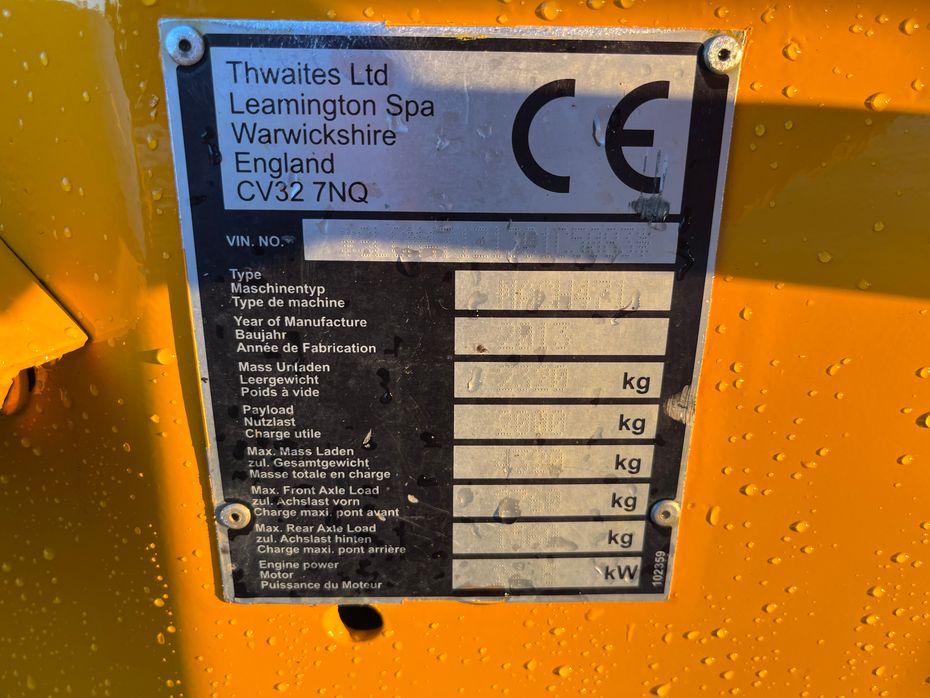 Thwaites Ltd
Leamington Spa
Warwickshire
England
CV32 7NQ
CE
VIN. NO.
Type
Maschinentyp
Type de machine
Year of Manufacture
Baujahr
Année de Fabrication
2013
Mass Unladen
Leergewicht
Poids à vide
kg
Payload
Nutzlast
Charge utile
kg
Max. Mass Laden
zul. Gesamtgewicht
Masse totale en charge
kg
Max. Front Axle Load
zul. Achslast vorn
Charge maxi. pont avant
kg
Max. Rear Axle Load
zul. Achslast hinten
Charge maxi. pont arrière
kg
Engine power
Motor
Puissance du Moteur
kW
102359